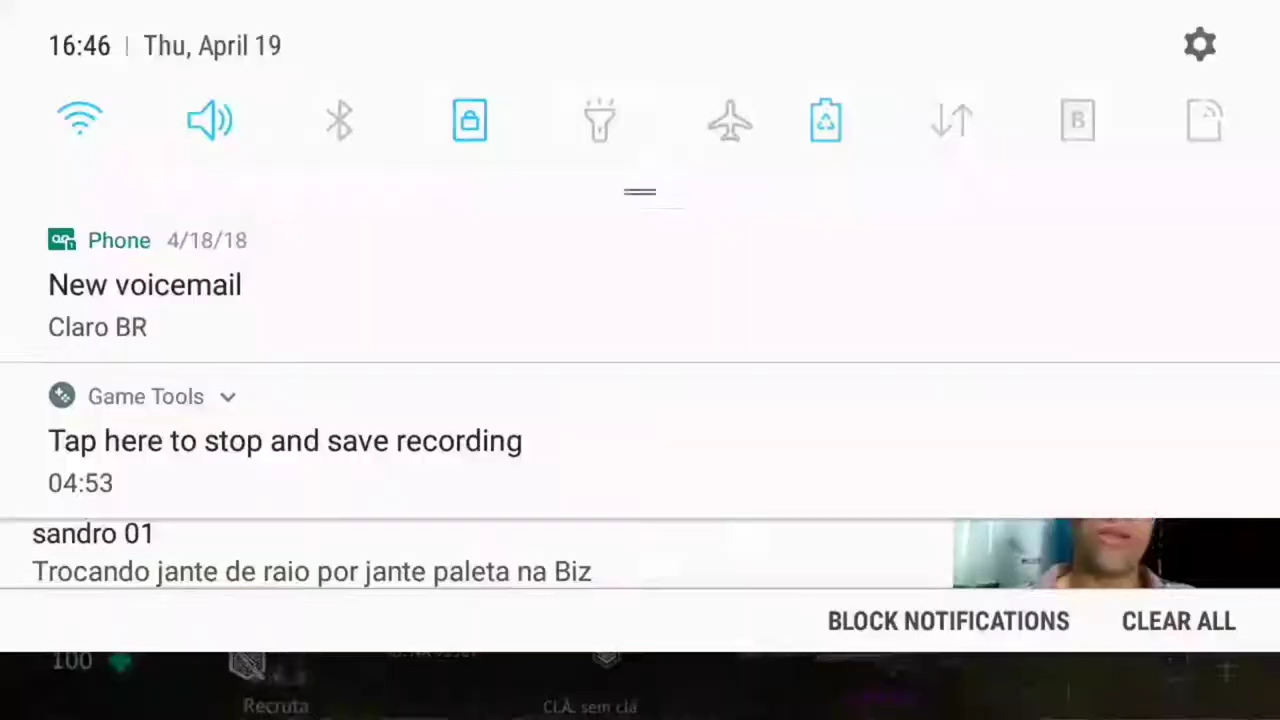 16:46 | Thu, April 19
B
Phone 4/18/18
New voicemail
Claro BR
Game Tools
Tap here to stop and save recording
04:53
sandro 01
Trocando jante de raio por jante paleta na Biz
BLOCK NOTIFICATIONS CLEAR ALL
100
Recruta
CLÃ. sem clã